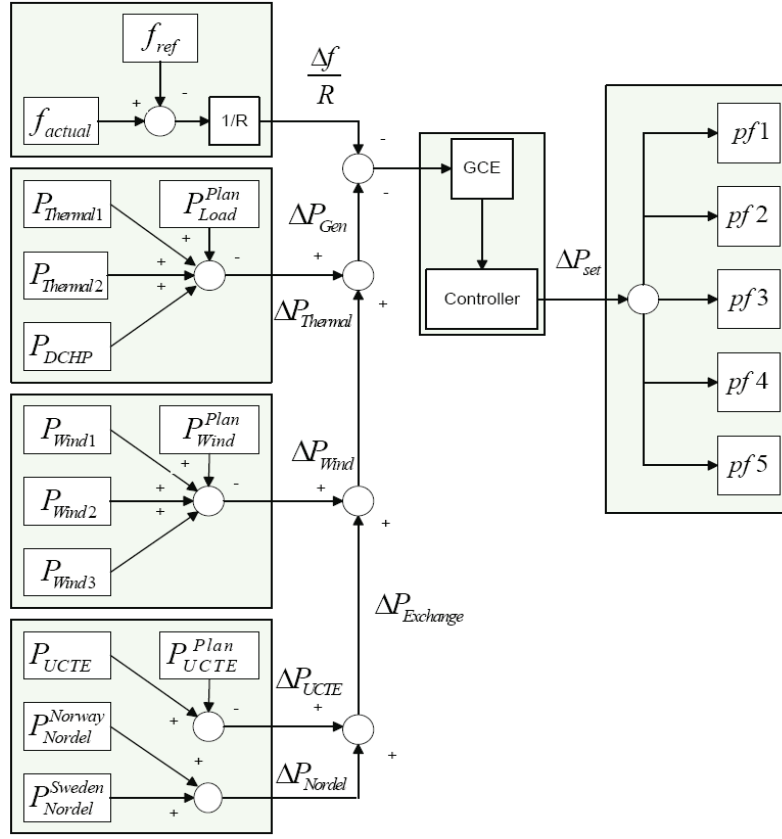 f_ref
Δf/R
f_actual
+
-
1/R
-
-
GCE
Controller
ΔP_set
pf1
pf2
pf3
pf4
pf5
P_Thermal1
P_Load^Plan
ΔP_Gen
+
+
+
-
+
P_Thermal2
ΔP_Thermal
+
P_DCHP
P_Wind1
P_Wind^Plan
ΔP_Wind
+
+
+
-
+
P_Wind2
+
P_Wind3
ΔP_Exchange
P_UCTE
P_UCTE^Plan
ΔP_UCTE
+
-
+
P_Nordel^Norway
+
+
P_Nordel^Sweden
+
ΔP_Nordel